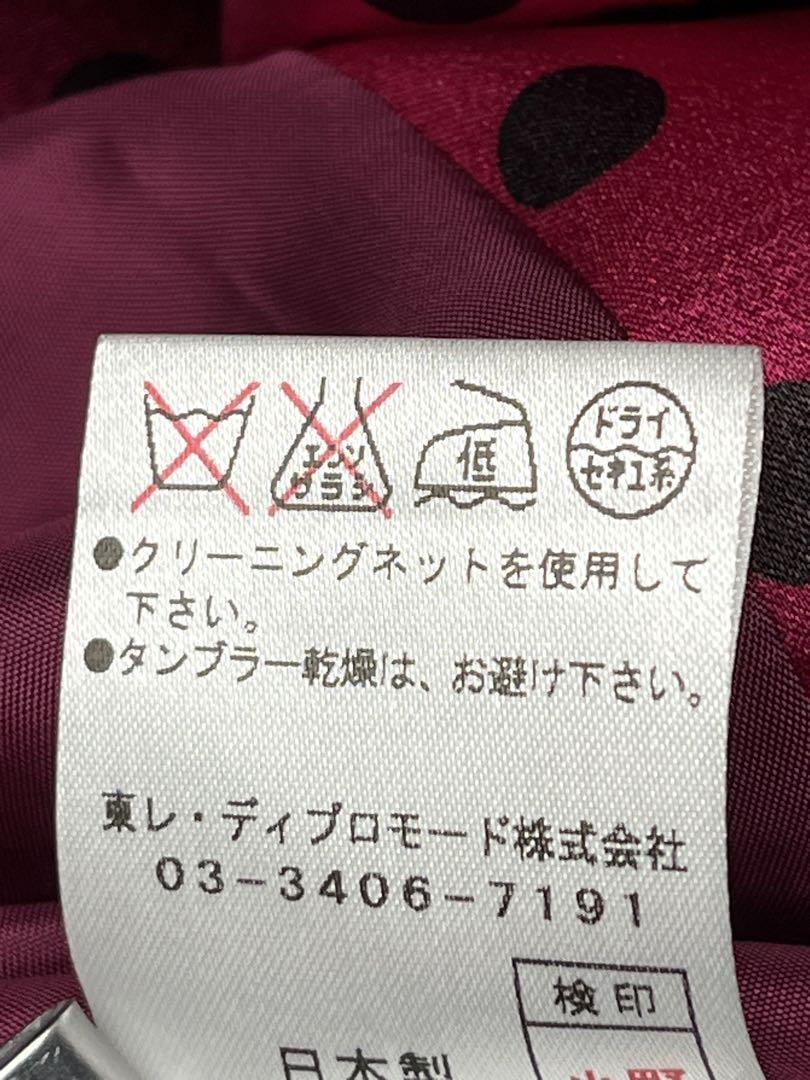 エンソ
サラシ
低
ドライ
セキユ系
●クリーニングネットを使用して
下さい。
●タンブラー乾燥は、お避け下さい。
東レ・ディプロモード株式会社
03-3406-7191
検印
日本製